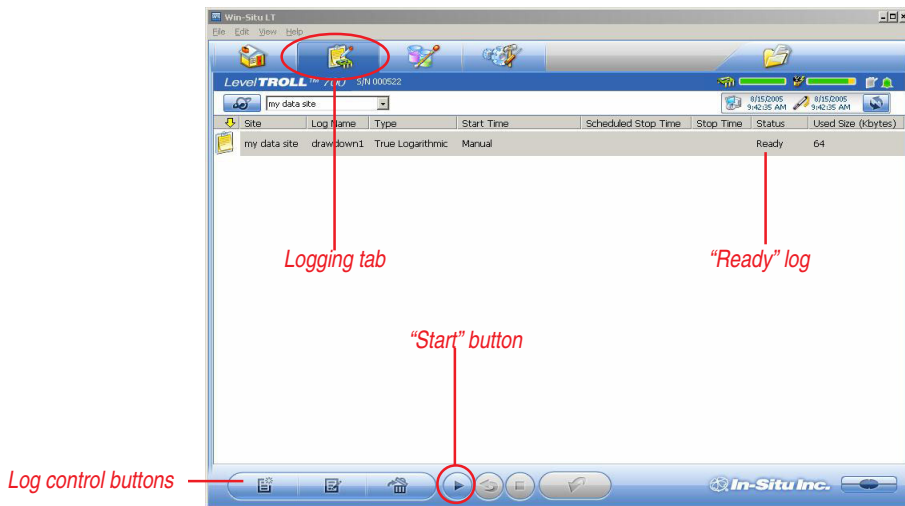 Win-Situ LT
File Edit View Help
Level TROLL™ 700 S/N 000522
my data site
8/15/2005 9:42:35 AM
8/15/2005 9:42:35 AM
Site Log Name Type Start Time Scheduled Stop Time Stop Time Status Used Size (Kbytes)
my data site drawdown1 True Logarithmic Manual Ready 64
Logging tab
“Ready” log
“Start” button
Log control buttons
In-Situ Inc.